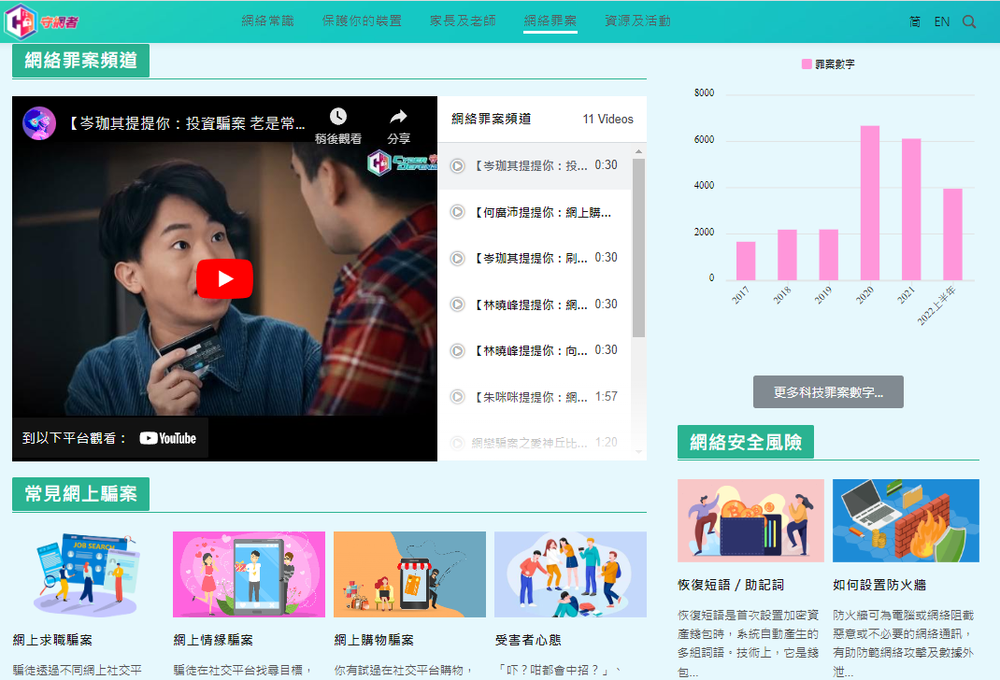 守網者
網絡常識 保護你的裝置 家長及老師 網絡罪案 資源及活動
简 EN
網絡罪案頻道
【岑珈其提提你：投資騙案 老是常...
稍後觀看 分享
CYBER DEFENSE
到以下平台觀看： YouTube
網絡罪案頻道 11 Videos
【岑珈其提提你：投... 0:30
【何廣沛提提你：網上購...
【岑珈其提提你：刷... 0:30
【林曉峰提提你：網... 0:30
【林曉峰提提你：向... 0:30
【朱咪咪提提你：網... 1:57
網戀騙案之愛神丘比... 1:20
罪案數字
8000
6000
4000
2000
0
2017 2018 2019 2020 2021 2022上半年
更多科技罪案數字...
常見網上騙案
JOB SEARCH
網上求職騙案
騙徒透過不同網上社交平
網上情緣騙案
騙徒在社交平台找尋目標，
網上購物騙案
你有試過在社交平台購物，
受害者心態
「吓？咁都會中招？」、
網絡安全風險
恢復短語 / 助記詞
恢復短語是首次設置加密資
產錢包時，系統自動產生的
多組詞語。技術上，它是錢
包...
如何設置防火牆
防火牆可為電腦或網絡阻截
惡意或不必要的網絡通訊，
有助防範網絡攻擊及數據外
泄...